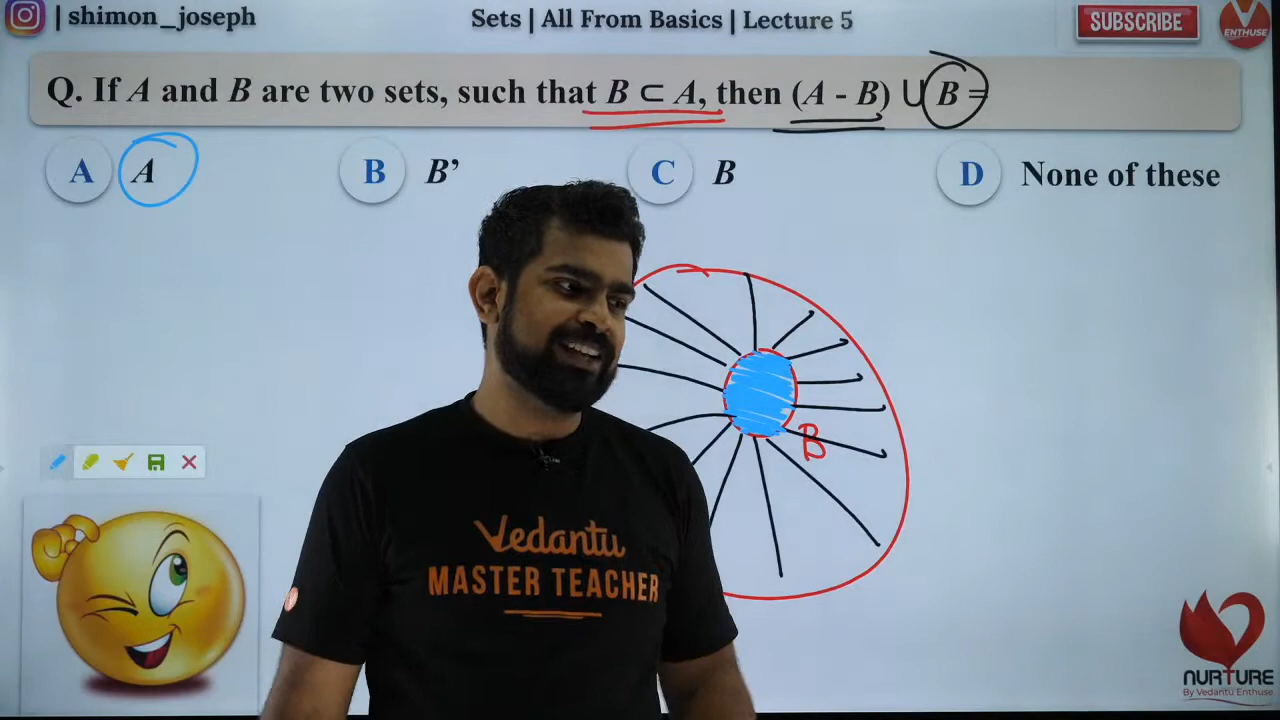 | shimon_joseph
Sets | All From Basics | Lecture 5
SUBSCRIBE
ENTHUSE
Q. If A and B are two sets, such that B ⊂ A, then (A - B) ∪ B =
A A
B B’
C B
D None of these
B
Vedantu
MASTER TEACHER
NURTURE
By Vedantu Enthuse